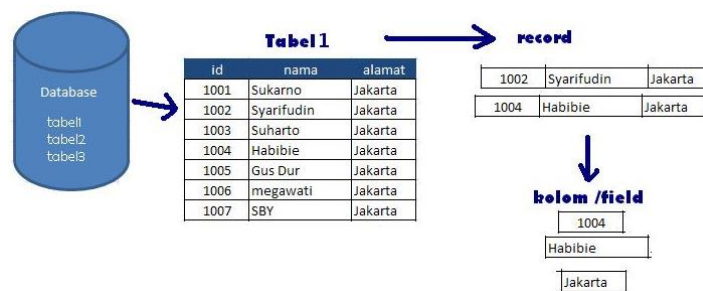 Database
tabel1
tabel2
tabel3
Tabel 1
id nama alamat
1001 Sukarno Jakarta
1002 Syarifudin Jakarta
1003 Suharto Jakarta
1004 Habibie Jakarta
1005 Gus Dur Jakarta
1006 megawati Jakarta
1007 SBY Jakarta
record
1002 Syarifudin Jakarta
1004 Habibie Jakarta
kolom /field
1004
Habibie
Jakarta